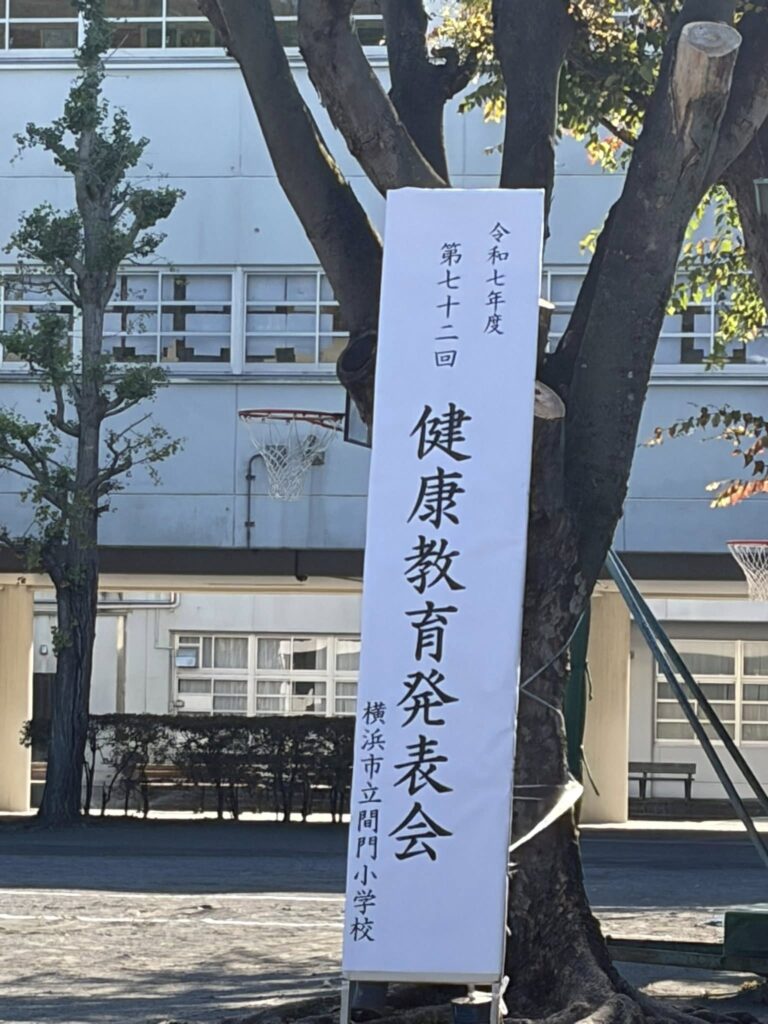 令和七年度
第七十二回
健康教育発表会
横浜市立間門小学校